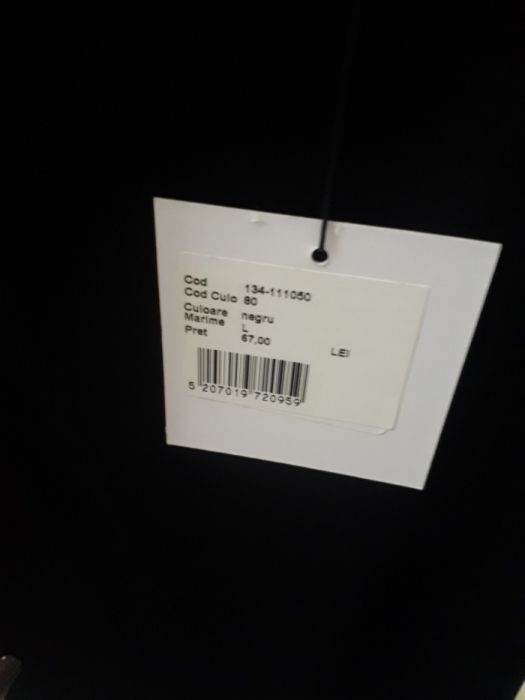 Cod 134-111050
Cod Culo 80
Culoare negru
Marime L
Pret 67,00 LEI
5 207019 720959